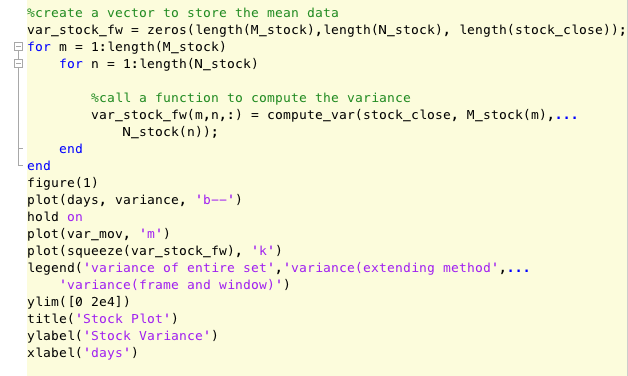 %create a vector to store the mean data
var_stock_fw = zeros(length(M_stock),length(N_stock), length(stock_close));
for m = 1:length(M_stock)
    for n = 1:length(N_stock)
        %call a function to compute the variance
        var_stock_fw(m,n,:) = compute_var(stock_close, M_stock(m),...
            N_stock(n));
    end
end
figure(1)
plot(days, variance, 'b--')
hold on
plot(var_mov, 'm')
plot(squeeze(var_stock_fw), 'k')
legend('variance of entire set','variance(extending method',...
    'variance(frame and window)')
ylim([0 2e4])
title('Stock Plot')
ylabel('Stock Variance')
xlabel('days')